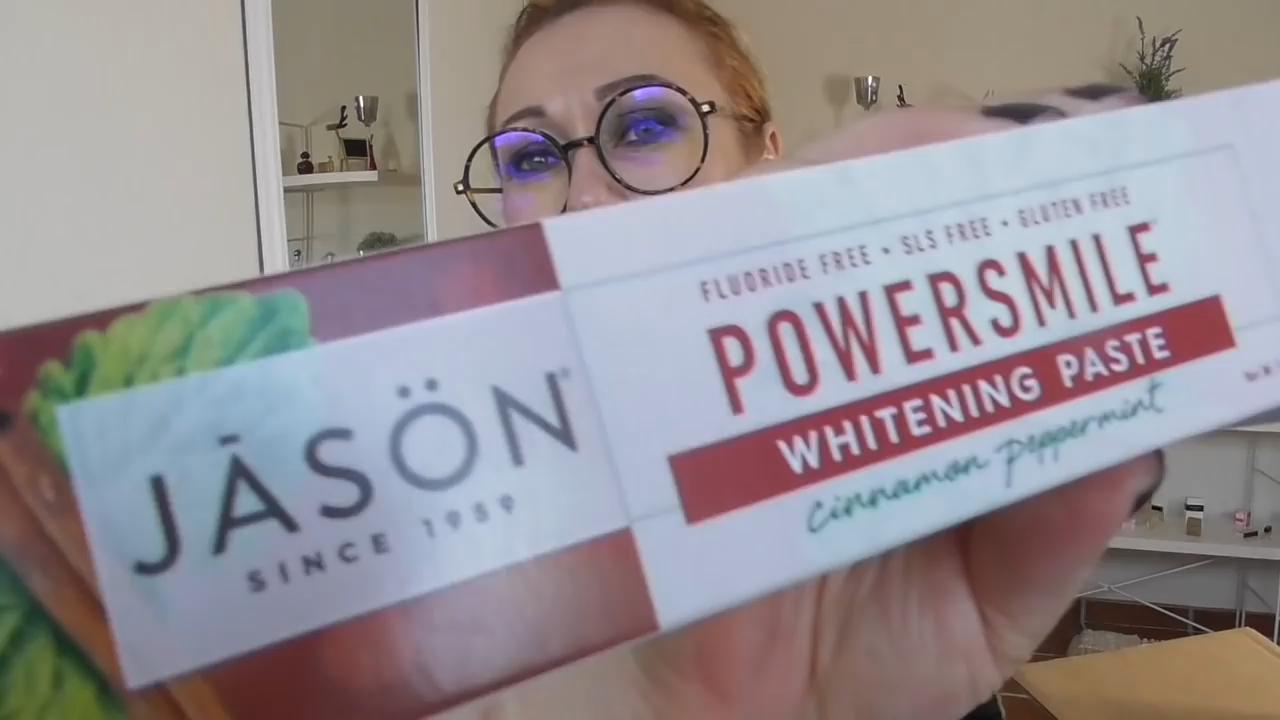 JĀSÖN®
SINCE 1959
FLUORIDE FREE • SLS FREE • GLUTEN FREE
POWERSMILE
WHITENING PASTE
cinnamon peppermint